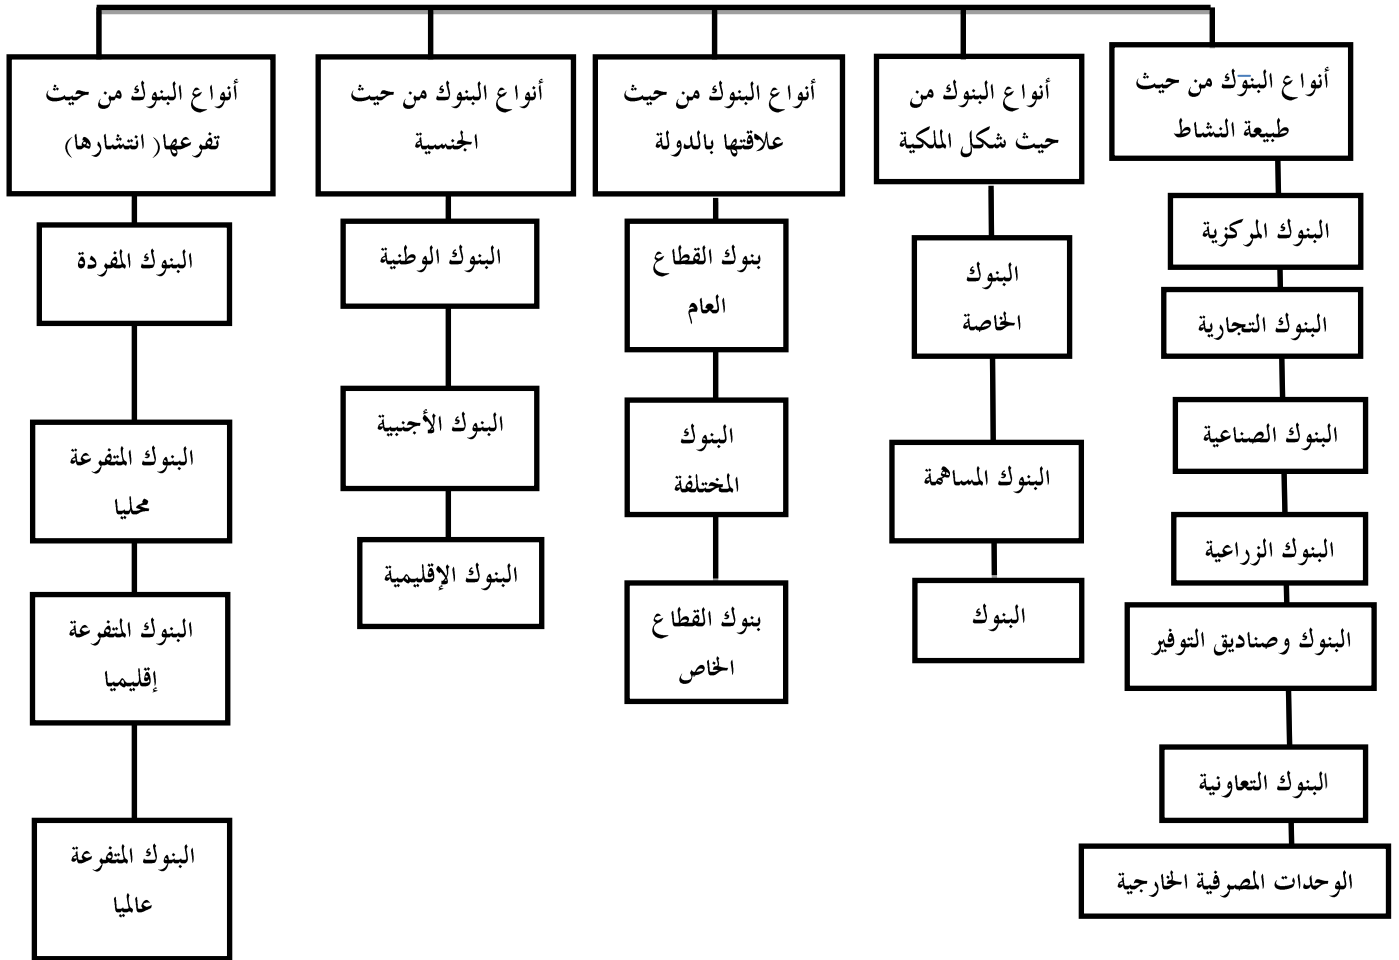 أنواع البنوك من حيث
طبيعة النشاط
البنوك المركزية
البنوك التجارية
البنوك الصناعية
البنوك الزراعية
البنوك وصناديق التوفير
البنوك التعاونية
الوحدات المصرفية الخارجية
أنواع البنوك من
حيث شكل الملكية
البنوك
الخاصة
البنوك المساهمة
البنوك
أنواع البنوك من حيث
علاقتها بالدولة
بنوك القطاع
العام
البنوك
المختلفة
بنوك القطاع
الخاص
أنواع البنوك من حيث
الجنسية
البنوك الوطنية
البنوك الأجنبية
البنوك الإقليمية
أنواع البنوك من حيث
تفرعها( انتشارها)
البنوك المفردة
البنوك المتفرعة
محليا
البنوك المتفرعة
إقليميا
البنوك المتفرعة
عالميا